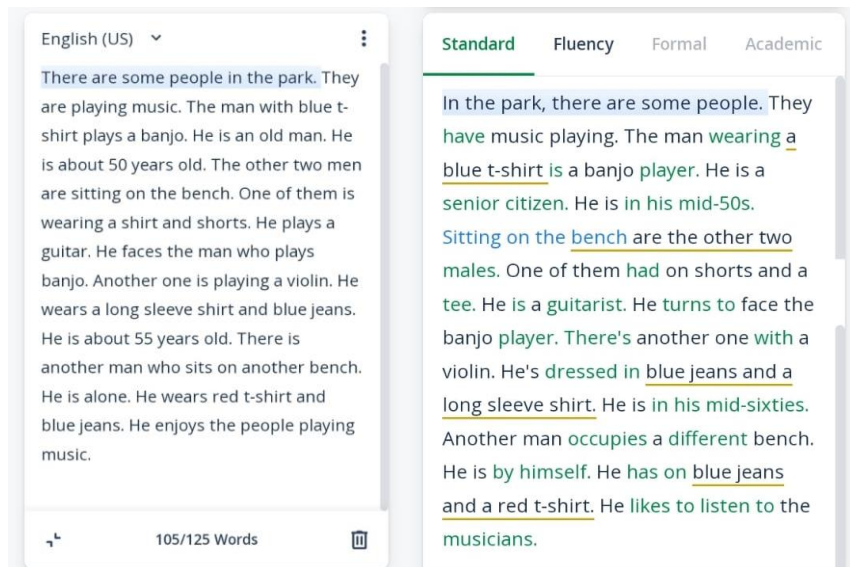 English (US)
There are some people in the park. They
are playing music. The man with blue t-
shirt plays a banjo. He is an old man. He
is about 50 years old. The other two men
are sitting on the bench. One of them is
wearing a shirt and shorts. He plays a
guitar. He faces the man who plays
banjo. Another one is playing a violin. He
wears a long sleeve shirt and blue jeans.
He is about 55 years old. There is
another man who sits on another bench.
He is alone. He wears red t-shirt and
blue jeans. He enjoys the people playing
music.
105/125 Words
Standard Fluency Formal Academic
In the park, there are some people. They
have music playing. The man wearing a
blue t-shirt is a banjo player. He is a
senior citizen. He is in his mid-50s.
Sitting on the bench are the other two
males. One of them had on shorts and a
tee. He is a guitarist. He turns to face the
banjo player. There's another one with a
violin. He's dressed in blue jeans and a
long sleeve shirt. He is in his mid-sixties.
Another man occupies a different bench.
He is by himself. He has on blue jeans
and a red t-shirt. He likes to listen to the
musicians.